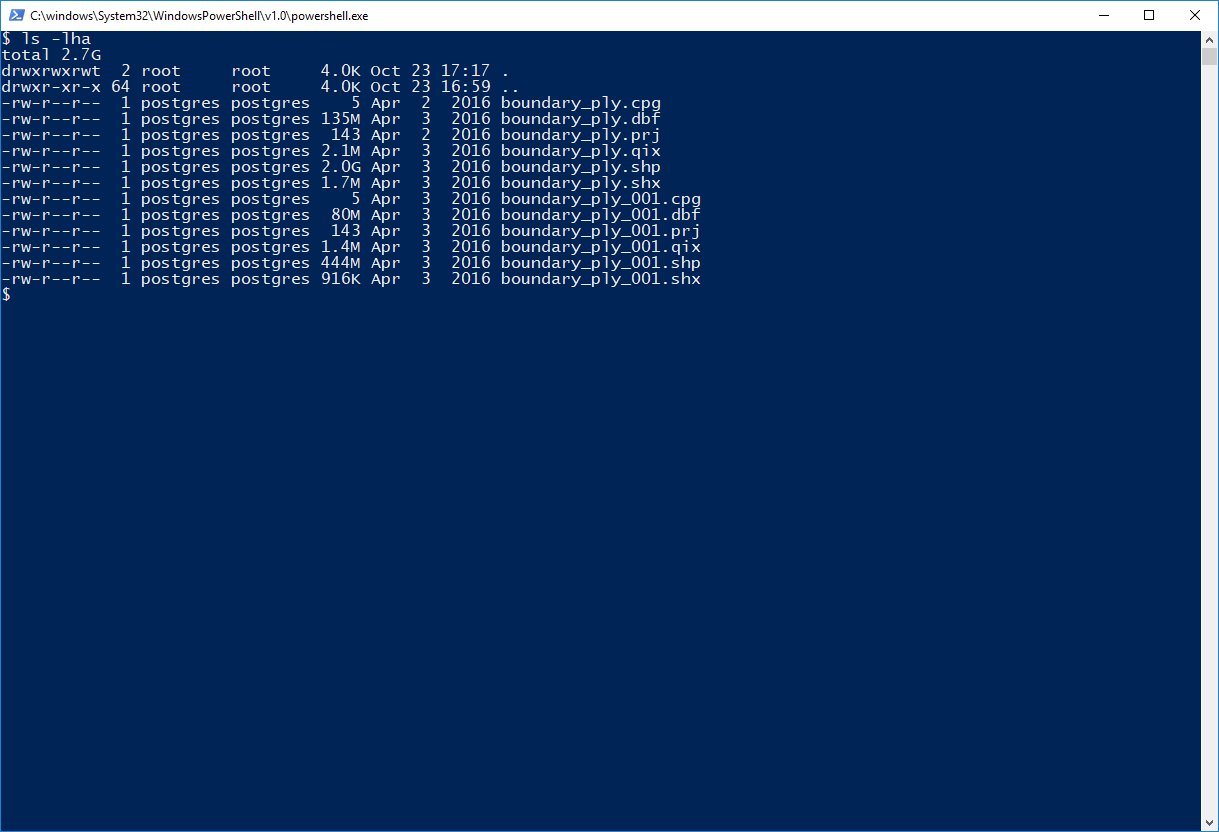 C:\windows\System32\WindowsPowerShell\v1.0\powershell.exe
$ ls -lha
total 2.7G
drwxrwxrwt  2 root     root     4.0K Oct 23 17:17 .
drwxr-xr-x 64 root     root     4.0K Oct 23 16:59 ..
-rw-r--r--  1 postgres postgres    5 Apr  2  2016 boundary_ply.cpg
-rw-r--r--  1 postgres postgres 135M Apr  3  2016 boundary_ply.dbf
-rw-r--r--  1 postgres postgres  143 Apr  2  2016 boundary_ply.prj
-rw-r--r--  1 postgres postgres 2.1M Apr  3  2016 boundary_ply.qix
-rw-r--r--  1 postgres postgres 2.0G Apr  3  2016 boundary_ply.shp
-rw-r--r--  1 postgres postgres 1.7M Apr  3  2016 boundary_ply.shx
-rw-r--r--  1 postgres postgres    5 Apr  3  2016 boundary_ply_001.cpg
-rw-r--r--  1 postgres postgres  80M Apr  3  2016 boundary_ply_001.dbf
-rw-r--r--  1 postgres postgres  143 Apr  3  2016 boundary_ply_001.prj
-rw-r--r--  1 postgres postgres 1.4M Apr  3  2016 boundary_ply_001.qix
-rw-r--r--  1 postgres postgres 444M Apr  3  2016 boundary_ply_001.shp
-rw-r--r--  1 postgres postgres 916K Apr  3  2016 boundary_ply_001.shx
$